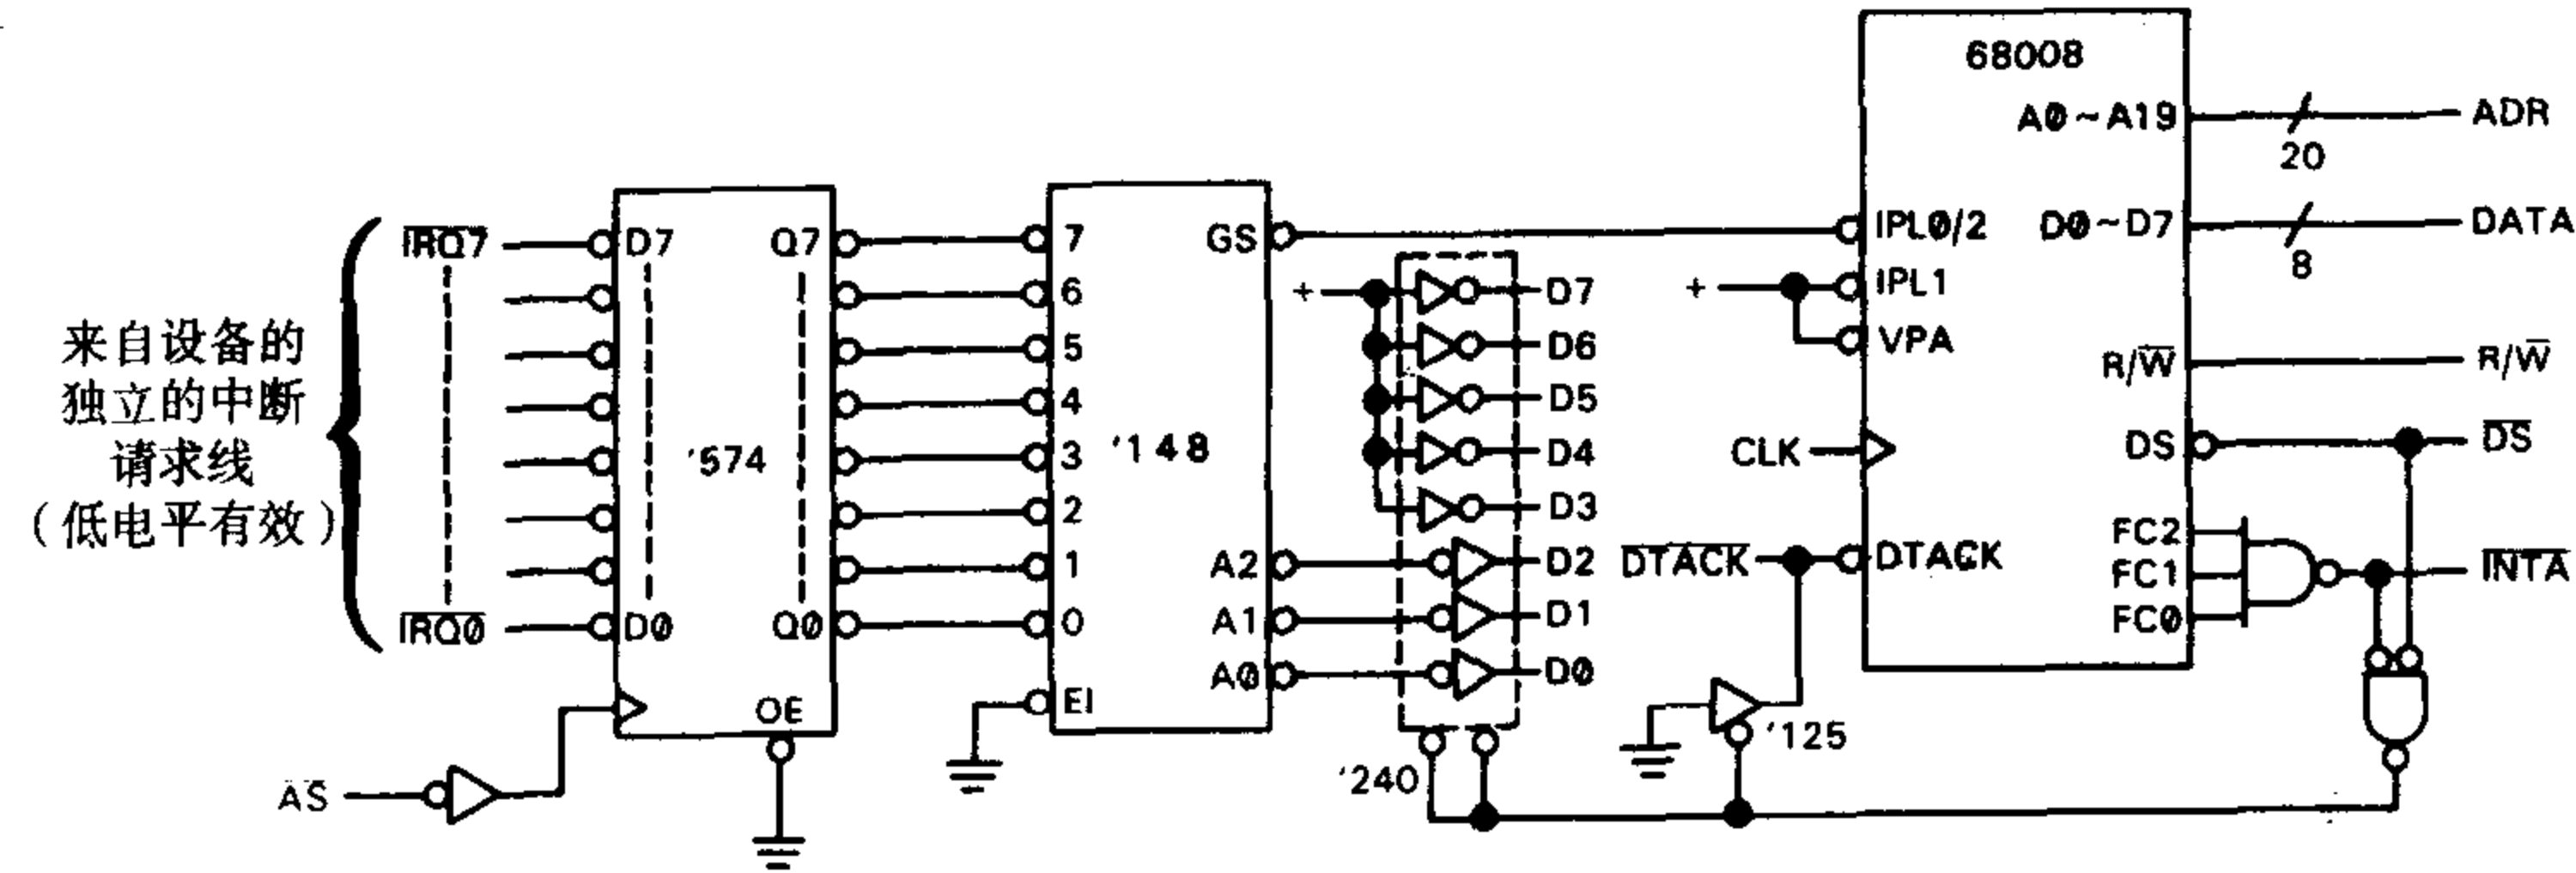 来自设备的
独立的中断
请求线
(低电平有效)
IRQ7
IRQ0
D7
D0
Q7
Q0
'574
OE
AS
7
6
5
4
3
2
1
0
EI
'148
GS
A2
A1
A0
+
D7
D6
D5
D4
D3
D2
D1
D0
'240
'125
68008
IPL0/2
+
IPL1
VPA
CLK
DTACK
DTACK
A0~A19
D0~D7
R/W
DS
FC2
FC1
FC0
ADR
20
DATA
8
R/W
DS
INTA